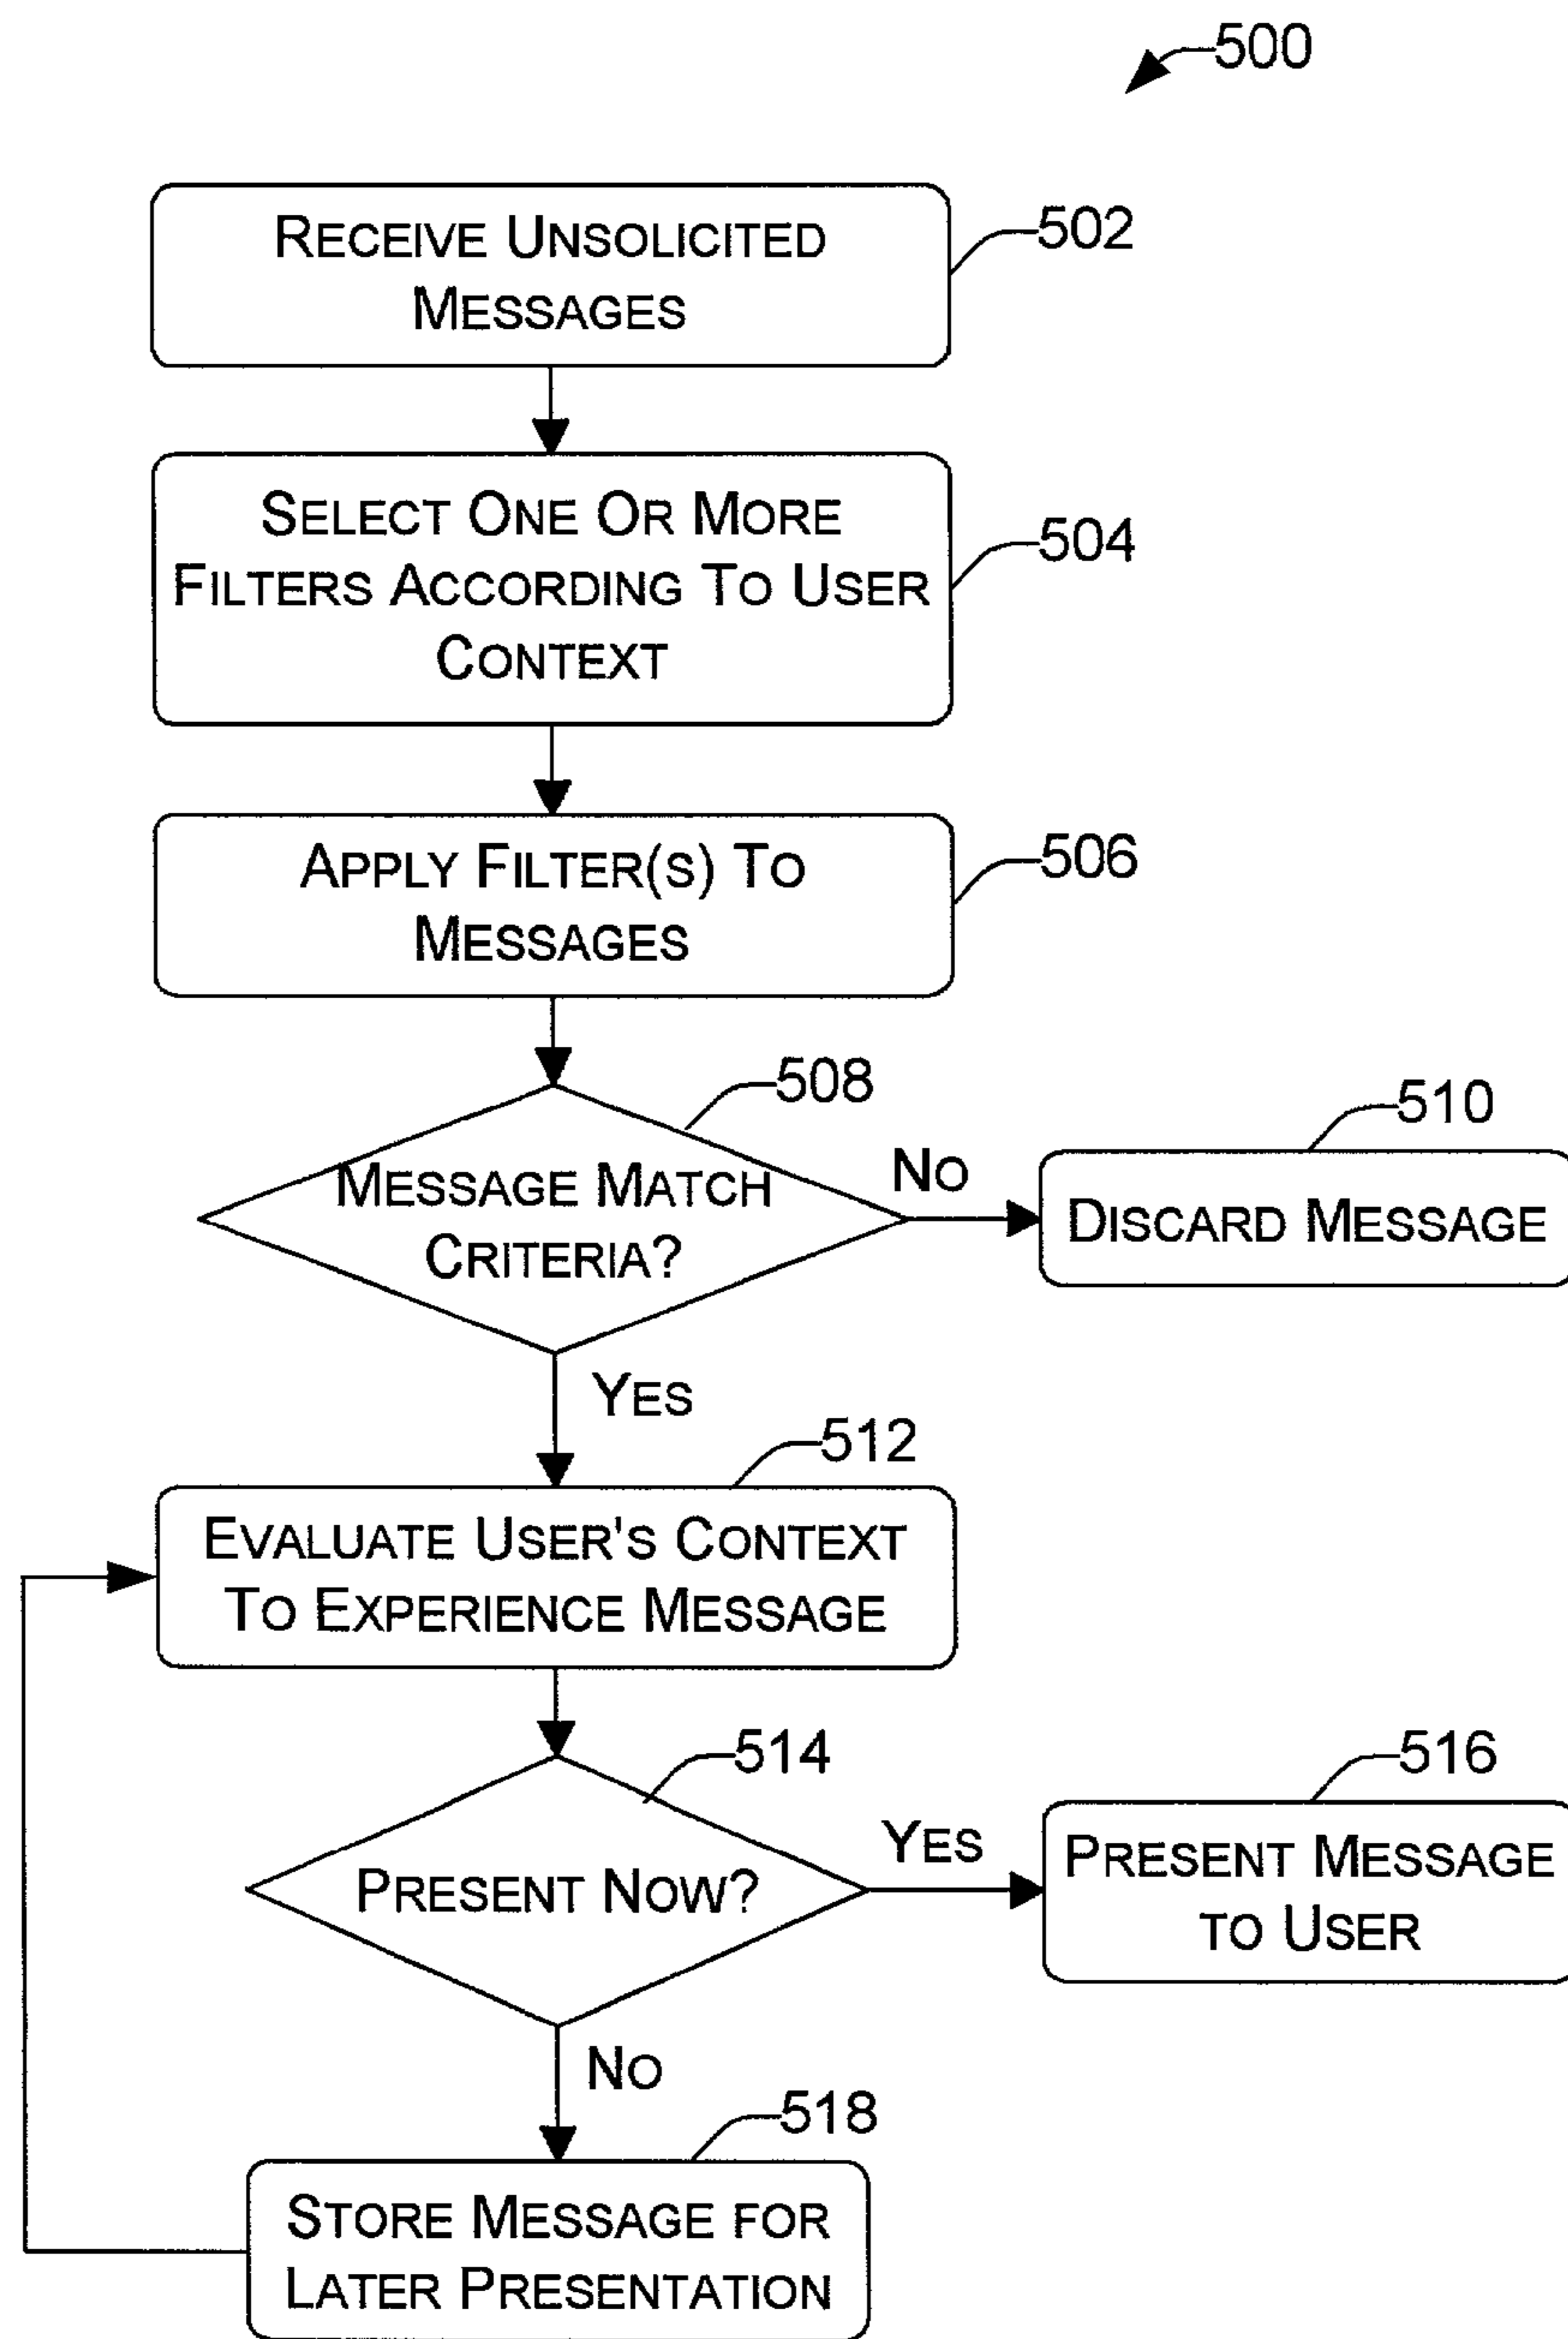 500
RECEIVE UNSOLICITED
MESSAGES
502
SELECT ONE OR MORE
FILTERS ACCORDING TO USER
CONTEXT
504
APPLY FILTER(S) TO
MESSAGES
506
508
MESSAGE MATCH
CRITERIA?
NO
510
DISCARD MESSAGE
YES
512
EVALUATE USER'S CONTEXT
TO EXPERIENCE MESSAGE
514
PRESENT NOW?
YES
516
PRESENT MESSAGE
TO USER
NO
518
STORE MESSAGE FOR
LATER PRESENTATION